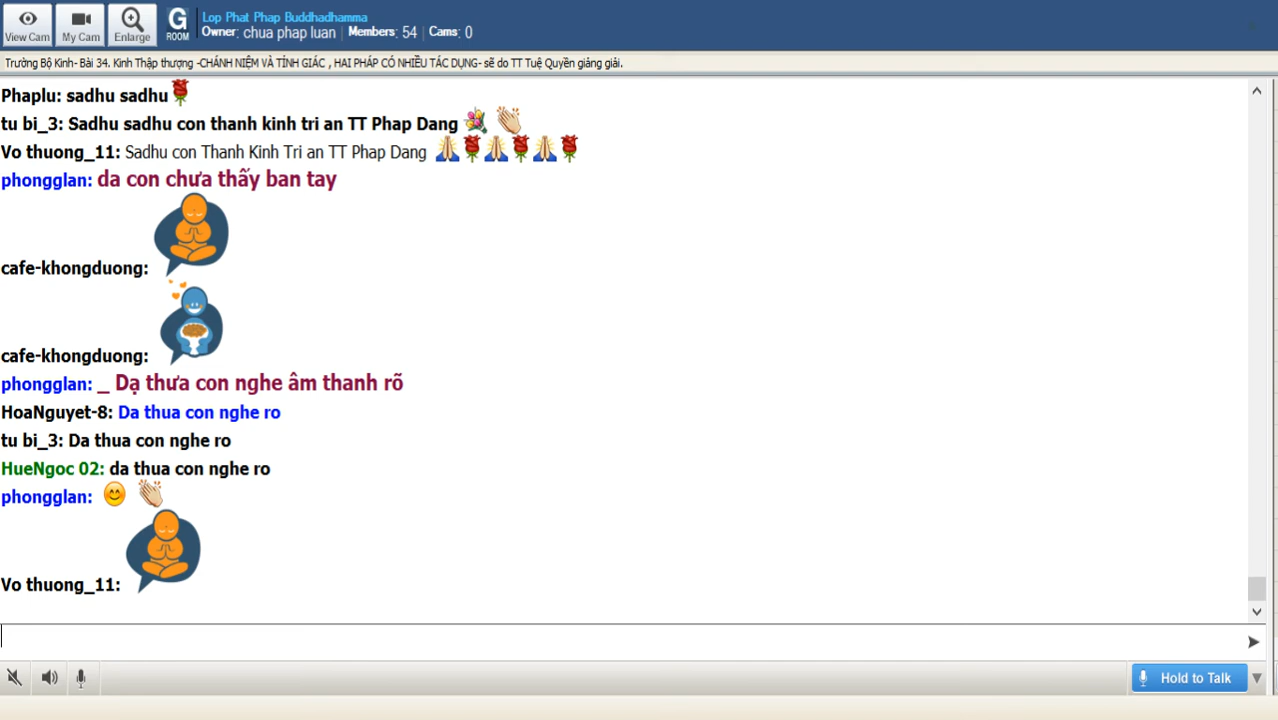 View Cam
My Cam
Enlarge
G
ROOM
Lop Phat Phap Buddhadhamma
Owner: chua phap luan | Members: 54 | Cams: 0
Trường Bộ Kinh- Bài 34. Kinh Thập thượng -CHÁNH NIỆM VÀ TỈNH GIÁC , HAI PHÁP CÓ NHIỀU TÁC DỤNG- sẽ do TT Tuệ Quyền giảng giải.
Phaplu: sadhu sadhu
tu bi_3: Sadhu sadhu con thanh kinh tri an TT Phap Dang
Vo thuong_11: Sadhu con Thanh Kinh Tri an TT Phap Dang
phongglan: da con chưa thấy ban tay
cafe-khongduong:
cafe-khongduong:
phongglan: _ Dạ thưa con nghe âm thanh rõ
HoaNguyet-8: Da thua con nghe ro
tu bi_3: Da thua con nghe ro
HueNgoc 02: da thua con nghe ro
phongglan:
Vo thuong_11:
Hold to Talk